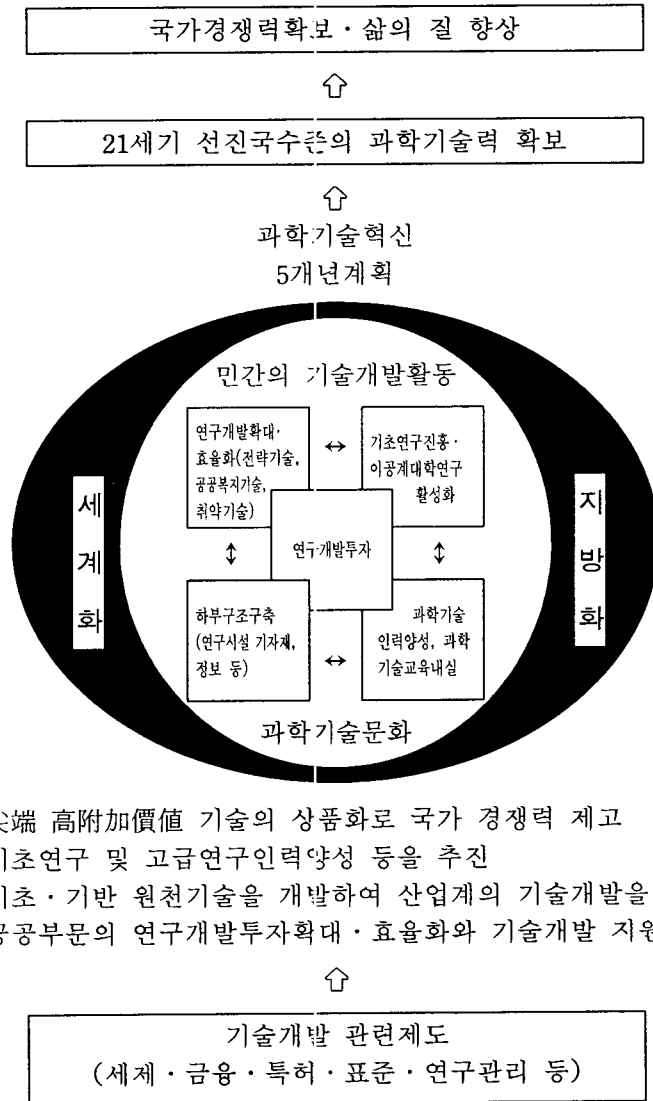 국가경쟁력확보·삶의 질 향상
21세기 선진국수준의 과학기술력 확보
과학기술혁신
5개년계획
민간의 기술개발활동
연구개발확대·
효율화(전략기술,
공공복지기술,
취약기술)
기초연구진흥·
이공계대학연구
활성화
세
계
화
연구개발투자
지
방
화
하부구조구축
(연구시설 기자재,
정보 등)
과학기술
인력양성, 과학
기술교육내실
과학기술문화
端 高附加價値 기술의 상품화로 국가 경쟁력 제고
기초연구 및 고급연구인력양성 등을 추진
기초·기반 원천기술을 개발하여 산업계의 기술개발을
공공부문의 연구개발투자확대·효율화와 기술개발 지원
기술개발 관련제도
(세제·금융·특허·표준·연구관리 등)